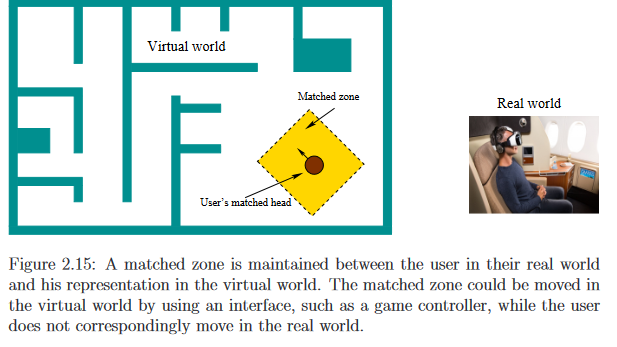 Virtual world
Matched zone
Real world
User's matched head
Figure 2.15: A matched zone is maintained between the user in their real world
and his representation in the virtual world. The matched zone could be moved in
the virtual world by using an interface, such as a game controller, while the user
does not correspondingly move in the real world.